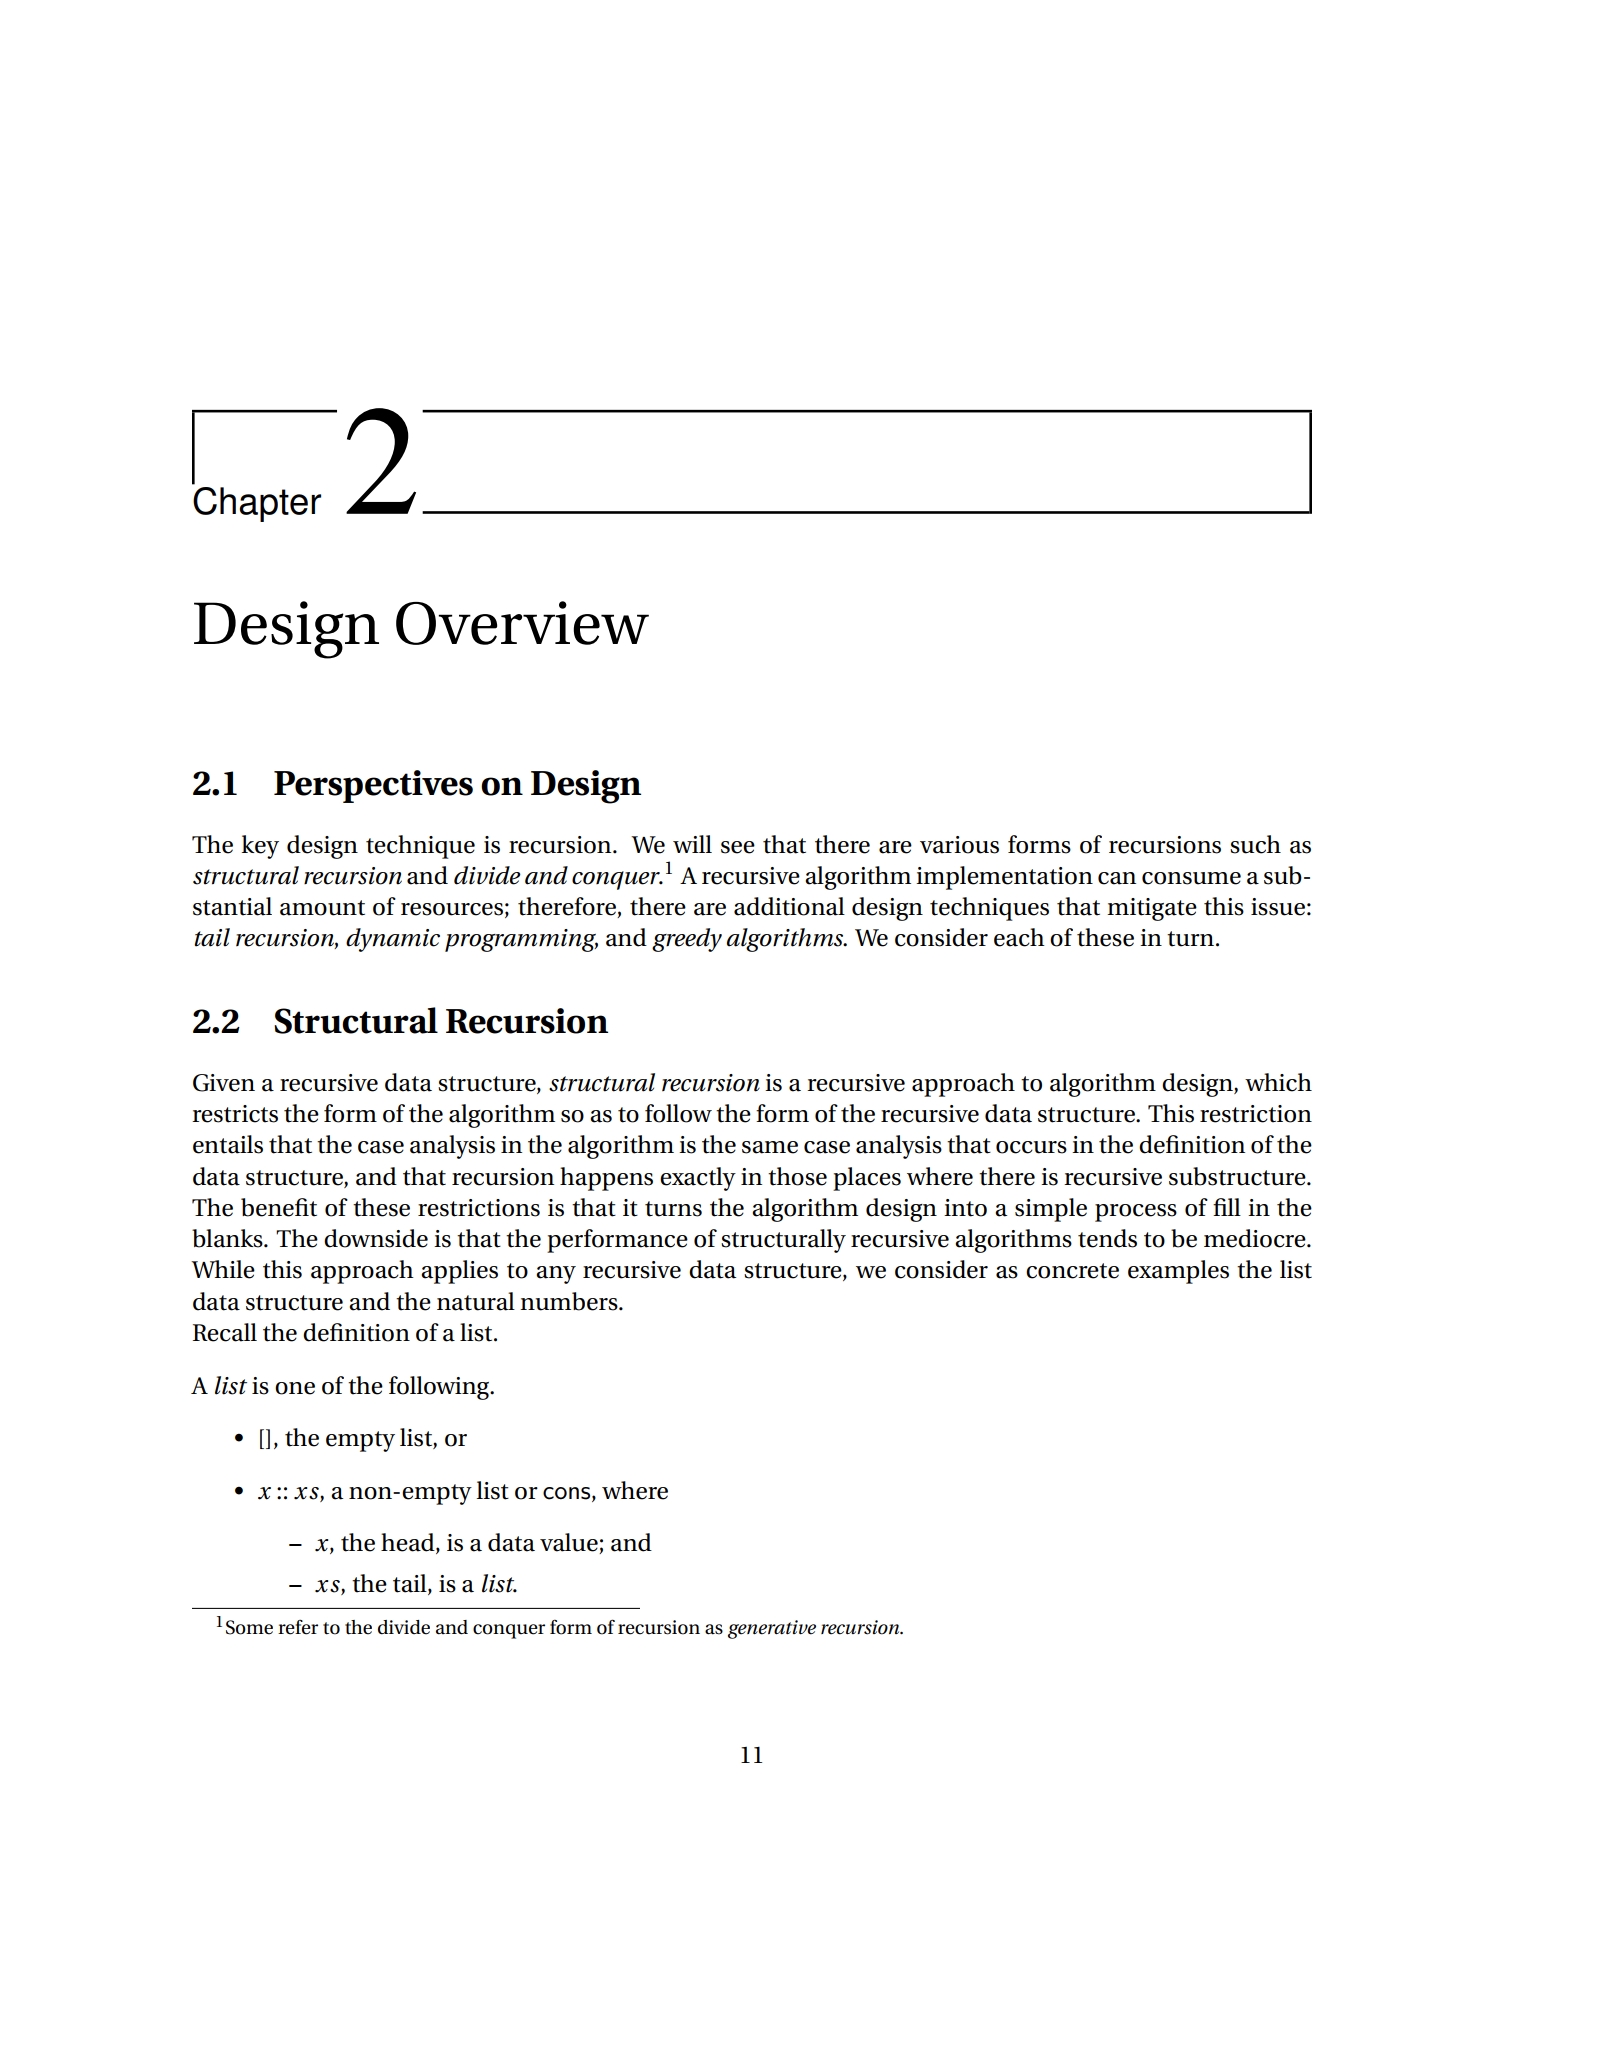 Chapter 2
Design Overview
2.1 Perspectives on Design
The key design technique is recursion. We will see that there are various forms of recursions such as
structural recursion and divide and conquer.1 A recursive algorithm implementation can consume a sub-
stantial amount of resources; therefore, there are additional design techniques that mitigate this issue:
tail recursion, dynamic programming, and greedy algorithms. We consider each of these in turn.
2.2 Structural Recursion
Given a recursive data structure, structural recursion is a recursive approach to algorithm design, which
restricts the form of the algorithm so as to follow the form of the recursive data structure. This restriction
entails that the case analysis in the algorithm is the same case analysis that occurs in the definition of the
data structure, and that recursion happens exactly in those places where there is recursive substructure.
The benefit of these restrictions is that it turns the algorithm design into a simple process of fill in the
blanks. The downside is that the performance of structurally recursive algorithms tends to be mediocre.
While this approach applies to any recursive data structure, we consider as concrete examples the list
data structure and the natural numbers.
Recall the definition of a list.
A list is one of the following.
• [], the empty list, or
• x :: xs, a non-empty list or cons, where
– x, the head, is a data value; and
– xs, the tail, is a list.
1Some refer to the divide and conquer form of recursion as generative recursion.
11